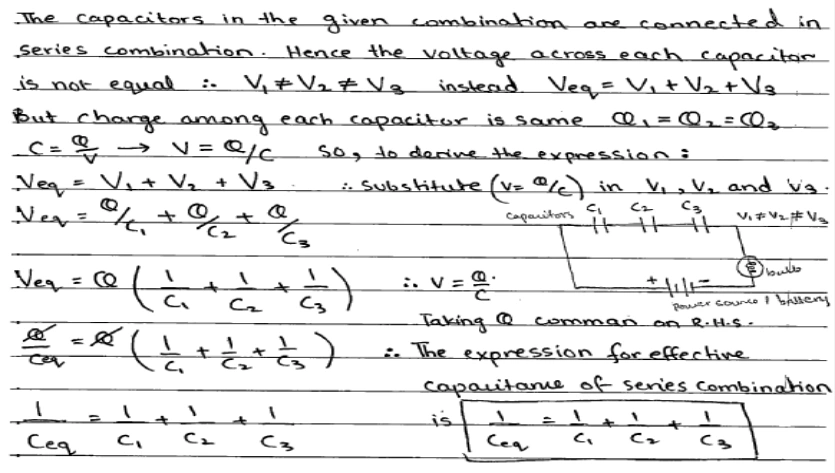 The capacitors in the given combination are connected in
series combination. Hence the voltage across each capacitor
is not equal ∴ V₁ ≠ V₂ ≠ V₃ instead Veq = V₁ + V₂ + V₃
But charge among each capacitor is same Q₁ = Q₂ = Q₃
C = Q/V → V = Q/C so, to derive the expression :
Veq = V₁ + V₂ + V₃. ∴ substitute (V = Q/C) in V₁, V₂ and V₃.
Veq = Q/C₁ + Q/C₂ + Q/C₃
capacitors C₁ C₂ C₃ V₁ ≠ V₂ ≠ V₃
bulb
+ -
power source / battery
Veq = Q (1/C₁ + 1/C₂ + 1/C₃) ∴ V = Q/C.
Taking Q comman on R.H.S.
Q/Ceq = Q (1/C₁ + 1/C₂ + 1/C₃) ∴ The expression for effective
capacitance of series combination
1/Ceq = 1/C₁ + 1/C₂ + 1/C₃ is 1/Ceq = 1/C₁ + 1/C₂ + 1/C₃